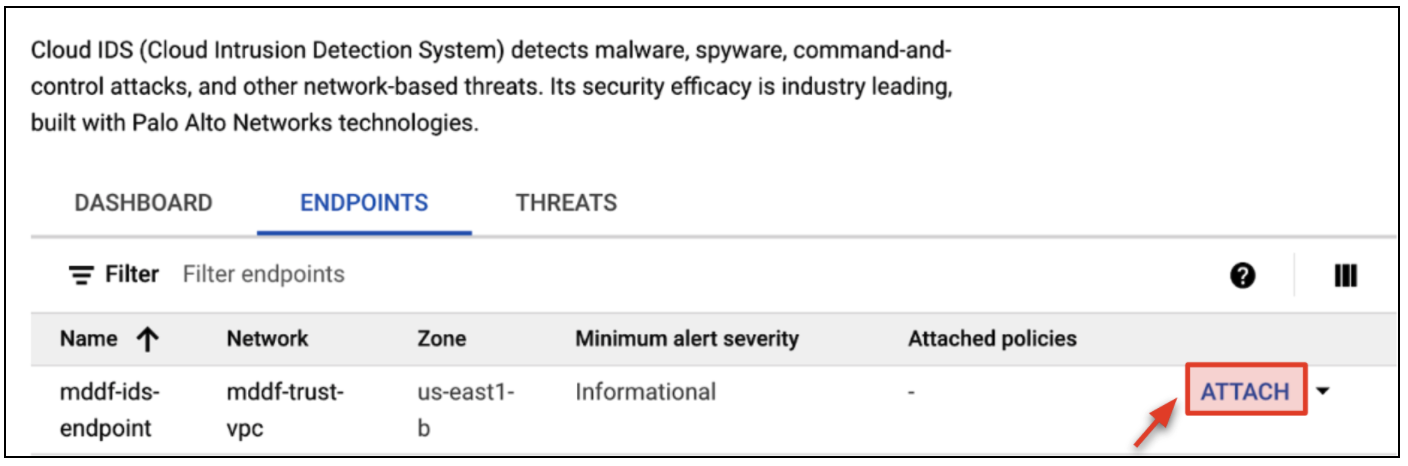 Cloud IDS (Cloud Intrusion Detection System) detects malware, spyware, command-and-
control attacks, and other network-based threats. Its security efficacy is industry leading,
built with Palo Alto Networks technologies.
DASHBOARD ENDPOINTS THREATS
Filter Filter endpoints
Name Network Zone Minimum alert severity Attached policies
mddf-ids- mddf-trust- us-east1- Informational - ATTACH
endpoint vpc b